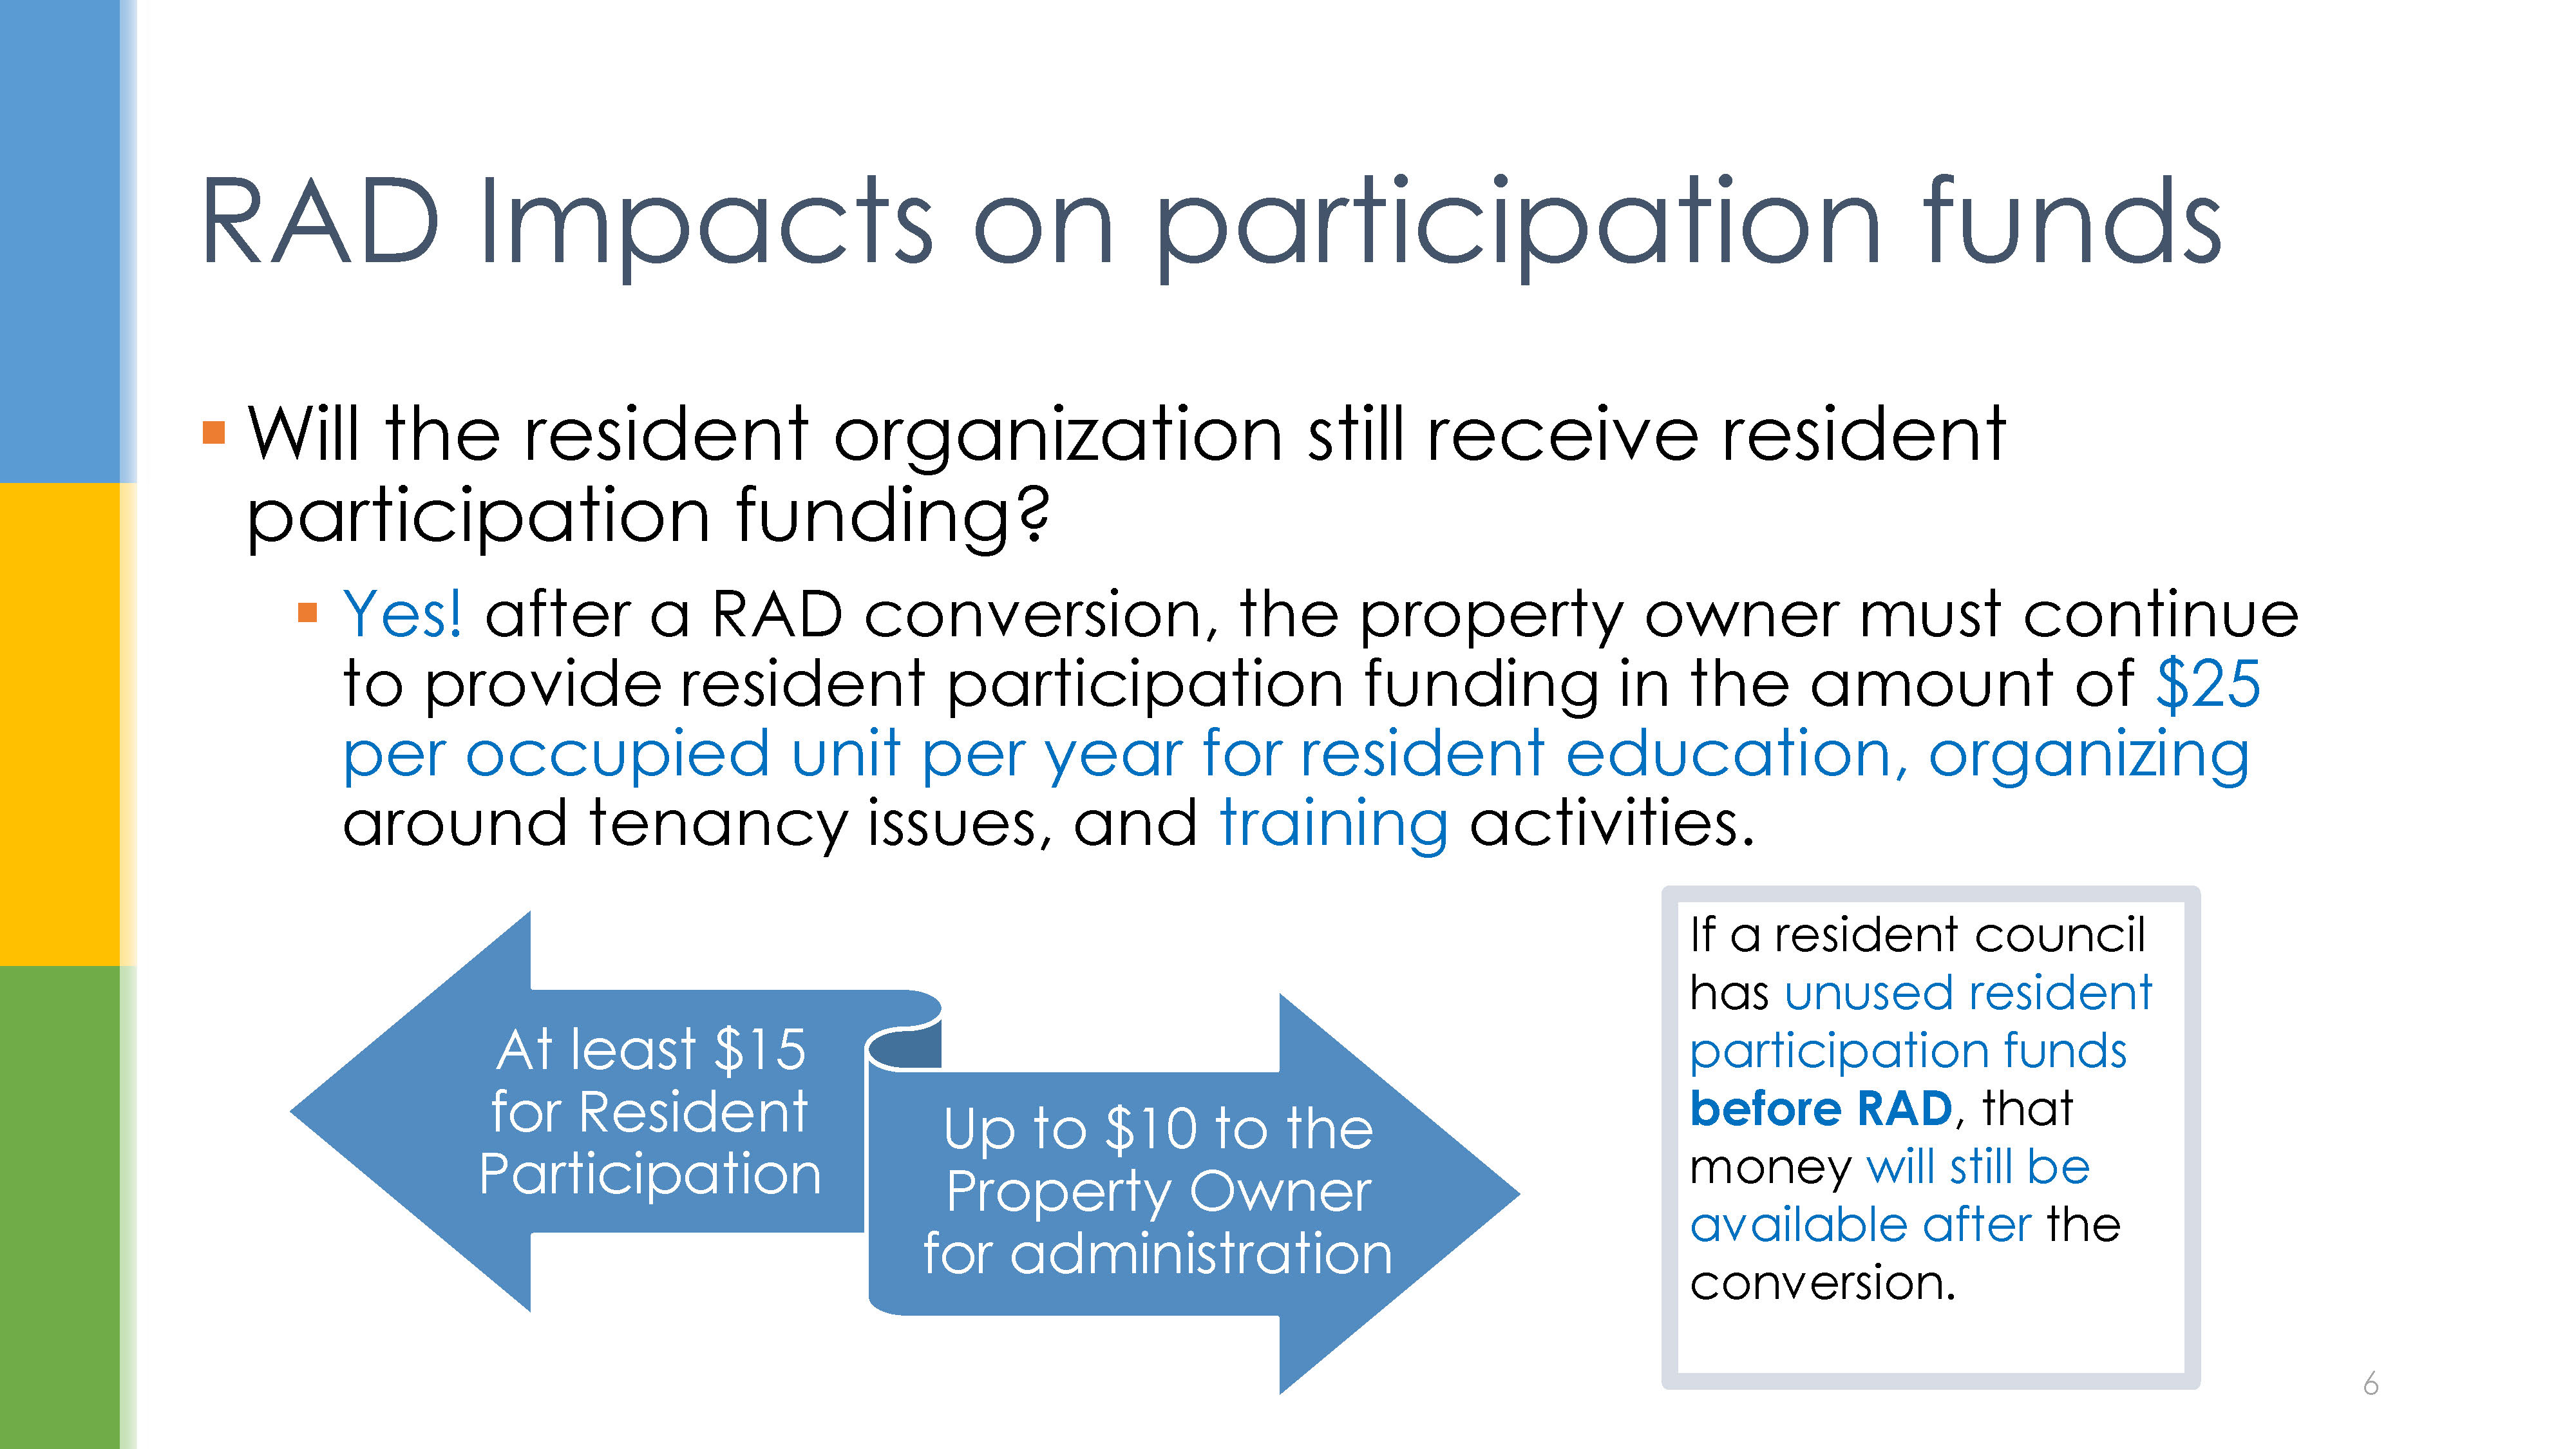 RAD Impacts on participation funds
▪ Will the resident organization still receive resident
participation funding?
▪ Yes! after a RAD conversion, the property owner must continue
to provide resident participation funding in the amount of $25
per occupied unit per year for resident education, organizing
around tenancy issues, and training activities.
At least $15
for Resident
Participation
Up to $10 to the
Property Owner
for administration
If a resident council
has unused resident
participation funds
before RAD, that
money will still be
available after the
conversion.
6